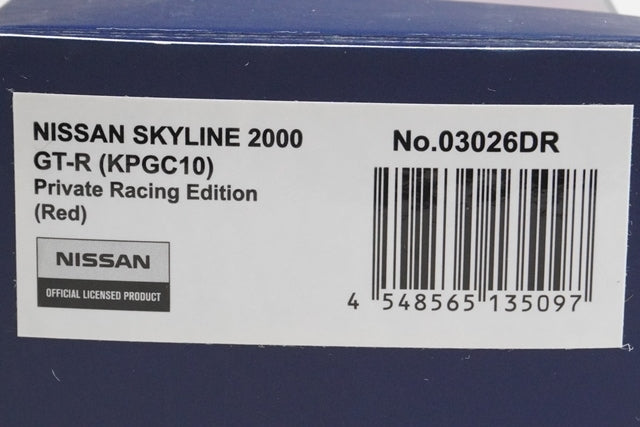 NISSAN SKYLINE 2000
GT-R (KPGC10)
Private Racing Edition
(Red)
NISSAN
OFFICIAL LICENSED PRODUCT
No.03026DR
4 548565 135097